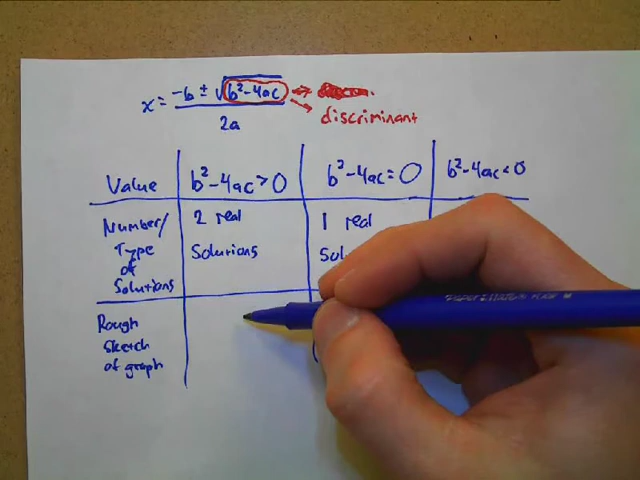 x = -b ± √b²-4ac
2a
discriminant
Value b²-4ac > 0 b²-4ac = 0 b²-4ac < 0
Number/ 2 real 1 real
Type Solutions Sol
of
Solutions
Rough
sketch
of graph